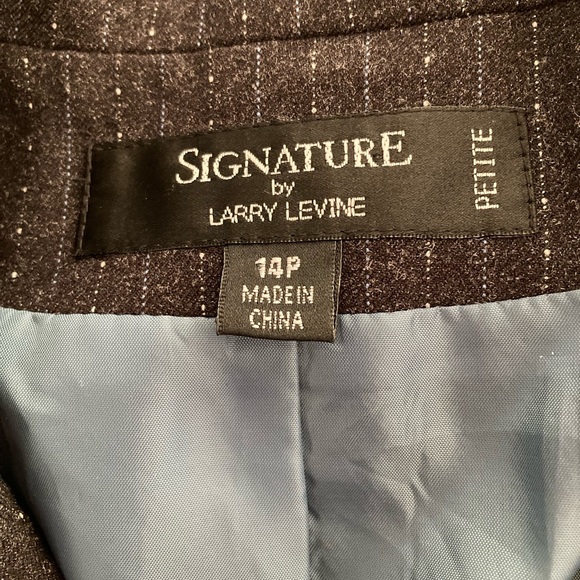 SIGNATURE
by
LARRY LEVINE
PETITE
14P
MADE IN
CHINA